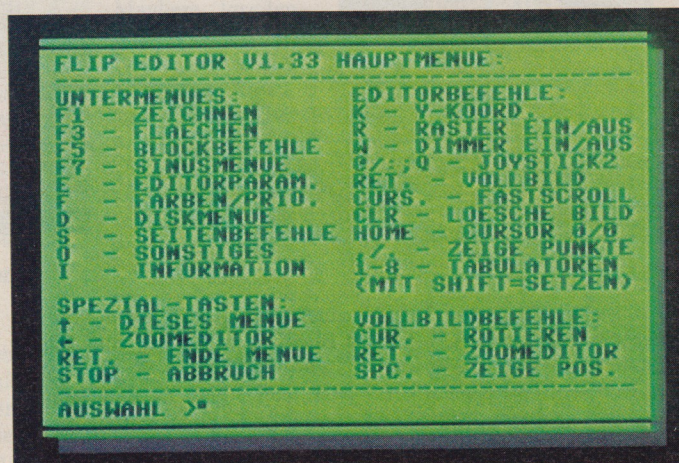 FLIP EDITOR V1.33 HAUPTMENUE:
UNTERMENUES:
F1 - ZEICHNEN
F3 - FLAECHEN
F5 - BLOCKBEFEHLE
F7 - SINUSMENUE
E - EDITORPARAM.
F - FARBEN/PRIO.
D - DISKMENUE
S - SEITENBEFEHLE
O - SONSTIGES
I - INFORMATION
SPEZIAL-TASTEN:
↑ - DIESES MENUE
← - ZOOMEDITOR
RET. - ENDE MENUE
STOP - ABBRUCH
EDITORBEFEHLE:
K - Y-KOORD.
R - RASTER EIN/AUS
W - DIMMER EIN/AUS
@/:;Q - JOYSTICK2
RET. - VOLLBILD
CURS. - FASTSCROLL
CLR - LOESCHE BILD
HOME - CURSOR 0/0
,/. - ZEIGE PUNKTE
1-8 - TABULATOREN
(MIT SHIFT=SETZEN)
VOLLBILDBEFEHLE:
CUR. - ROTIEREN
RET. - ZOOMEDITOR
SPC. - ZEIGE POS.
AUSWAHL >